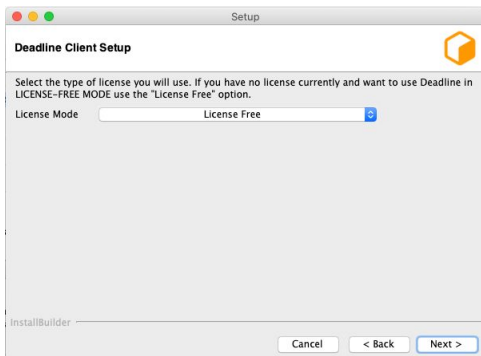 Setup
Deadline Client Setup
Select the type of license you will use. If you have no license currently and want to use Deadline in
LICENSE-FREE MODE use the "License Free" option.
License Mode
License Free
InstallBuilder
Cancel
< Back
Next >